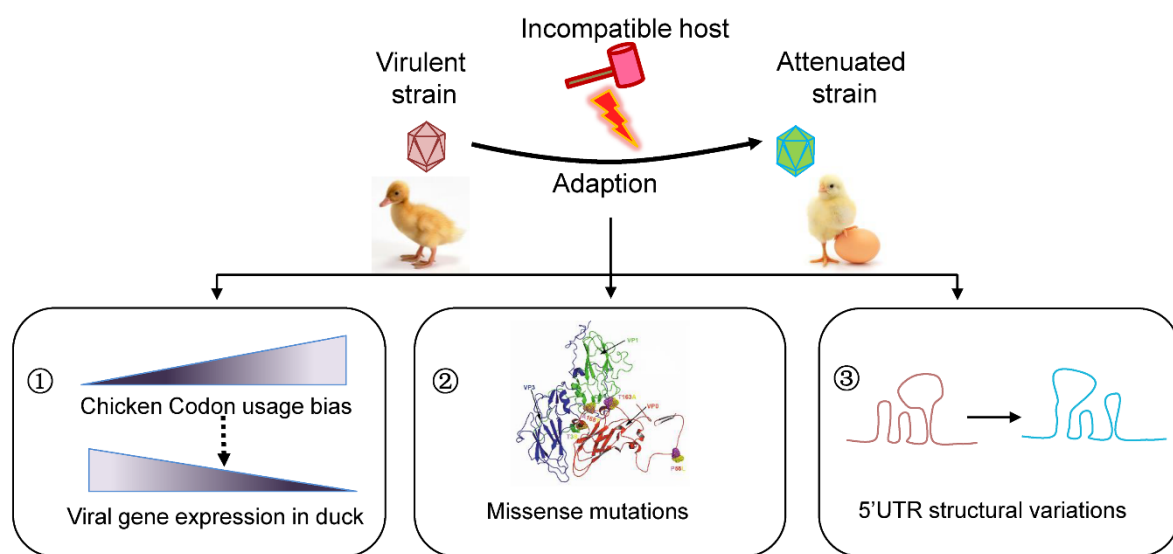 Incompatible host
Virulent
strain
Attenuated
strain
Adaption
①
Chicken Codon usage bias
Viral gene expression in duck
②
VP1
VP3
T163A
Missense mutations
③
5'UTR structural variations